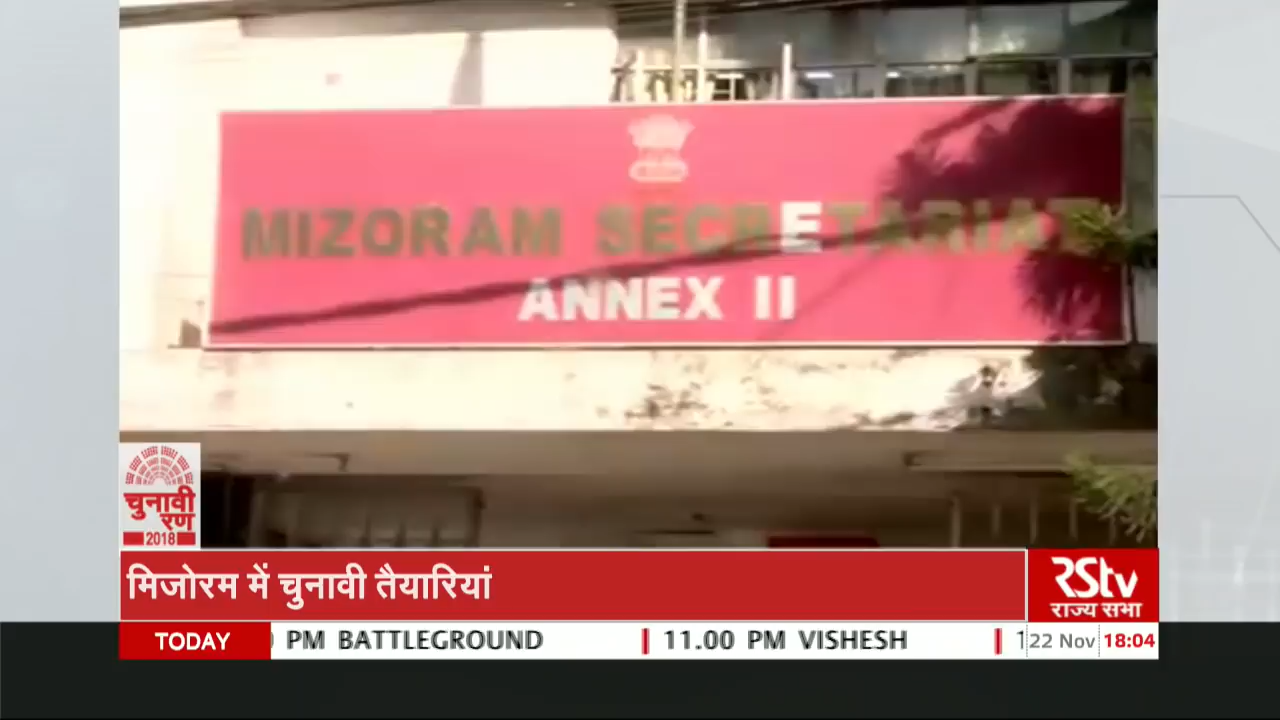 MIZORAM SECRETARIAT
ANNEX II
चुनावी
रण
2018
मिजोरम में चुनावी तैयारियां
RStv
राज्य सभा
TODAY
PM BATTLEGROUND
11.00 PM VISHESH
22 Nov
18:04